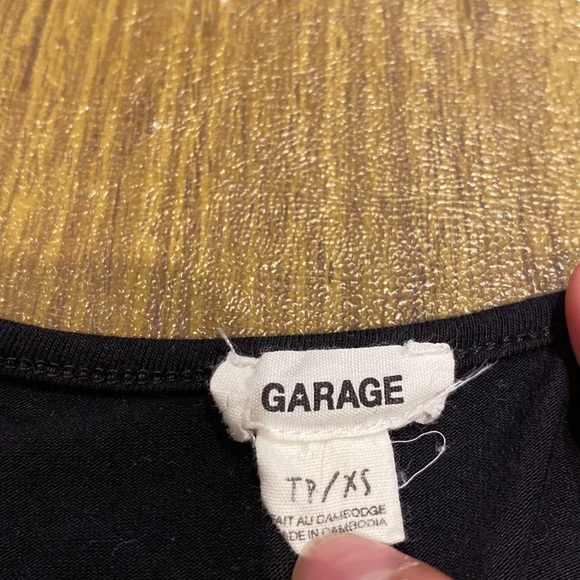 GARAGE
TP/XS
FAIT AU CAMBODGE
MADE IN CAMBODIA